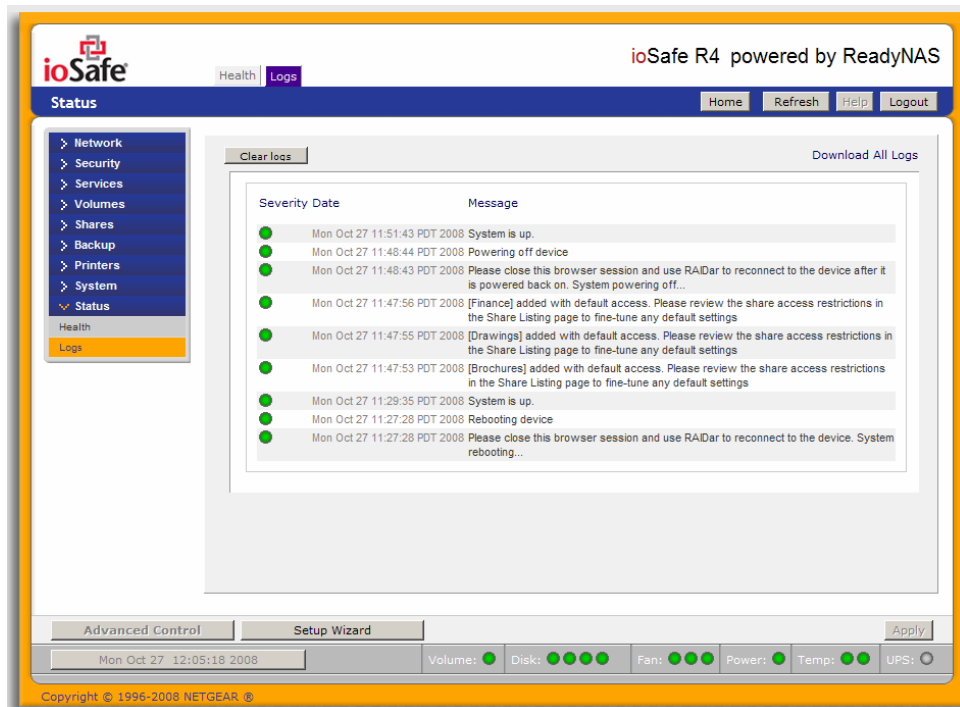 ioSafe
Health Logs
ioSafe R4 powered by ReadyNAS
Status
Home Refresh Help Logout
Network
Security
Services
Volumes
Shares
Backup
Printers
System
Status
Health
Logs
Clear logs
Download All Logs
Severity Date Message
Mon Oct 27 11:51:43 PDT 2008 System is up.
Mon Oct 27 11:48:44 PDT 2008 Powering off device
Mon Oct 27 11:48:43 PDT 2008 Please close this browser session and use RAIDar to reconnect to the device after it
is powered back on. System powering off...
Mon Oct 27 11:47:56 PDT 2008 [Finance] added with default access. Please review the share access restrictions in
the Share Listing page to fine-tune any default settings
Mon Oct 27 11:47:55 PDT 2008 [Drawings] added with default access. Please review the share access restrictions in
the Share Listing page to fine-tune any default settings
Mon Oct 27 11:47:53 PDT 2008 [Brochures] added with default access. Please review the share access restrictions
in the Share Listing page to fine-tune any default settings
Mon Oct 27 11:29:35 PDT 2008 System is up.
Mon Oct 27 11:27:28 PDT 2008 Rebooting device
Mon Oct 27 11:27:28 PDT 2008 Please close this browser session and use RAIDar to reconnect to the device. System
rebooting...
Advanced Control Setup Wizard Apply
Mon Oct 27 12:05:18 2008 Volume: Disk: Fan: Power: Temp: UPS:
Copyright © 1996-2008 NETGEAR ®